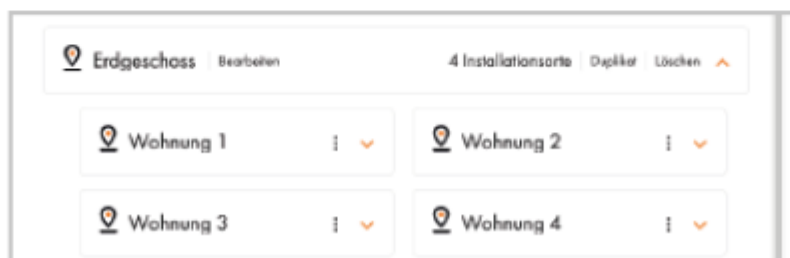 Erdgeschoss Bearbeiten 4 Installationsorte Duplikat Löschen
Wohnung 1 Wohnung 2
Wohnung 3 Wohnung 4